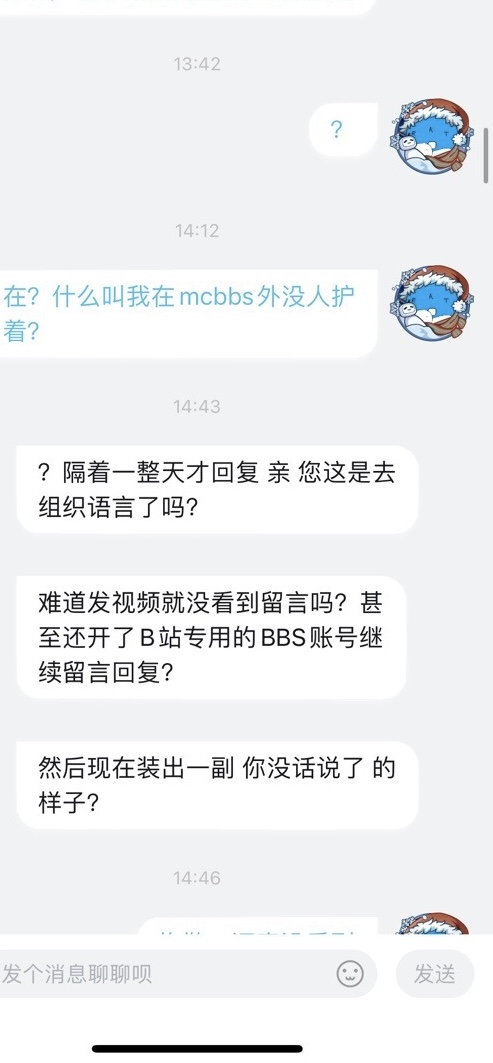 13:42
?
14:12
在？什么叫我在mcbbs外没人护
着？
14:43
？隔着一整天才回复 亲 您这是去
组织语言了吗？
难道发视频就没看到留言吗？甚
至还开了B站专用的BBS账号继
续留言回复？
然后现在装出一副 你没话说了 的
样子？
14:46
发个消息聊聊呗
发送